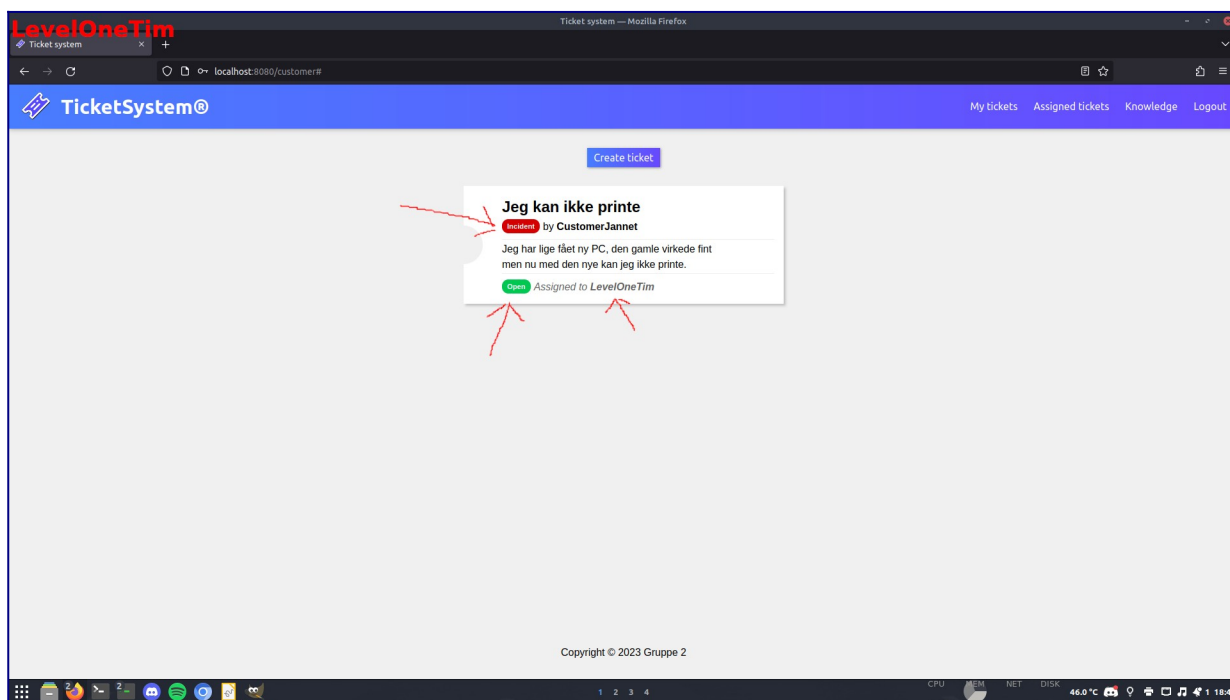 Ticket system — Mozilla Firefox
LevelOneTim
Ticket system
localhost:8080/customer#
TicketSystem®
My tickets Assigned tickets Knowledge Logout
Create ticket
Jeg kan ikke printe
Incident by CustomerJannet
Jeg har lige fået ny PC, den gamle virkede fint
men nu med den nye kan jeg ikke printe.
Open Assigned to LevelOneTim
Copyright © 2023 Gruppe 2
2 2 1 2 3 4 CPU MEM NET DISK 46.0°C 1